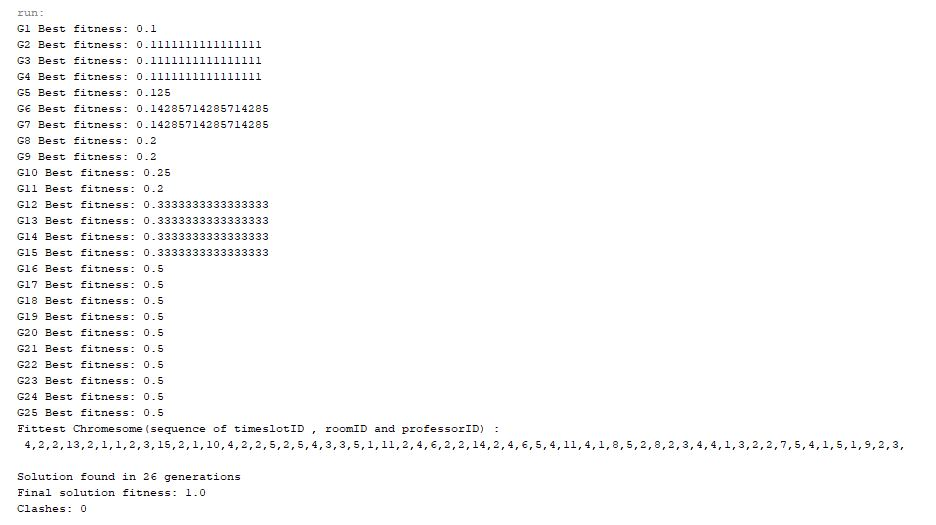 run:
G1 Best fitness: 0.1
G2 Best fitness: 0.1111111111111111
G3 Best fitness: 0.1111111111111111
G4 Best fitness: 0.1111111111111111
G5 Best fitness: 0.125
G6 Best fitness: 0.14285714285714285
G7 Best fitness: 0.14285714285714285
G8 Best fitness: 0.2
G9 Best fitness: 0.2
G10 Best fitness: 0.25
G11 Best fitness: 0.2
G12 Best fitness: 0.3333333333333333
G13 Best fitness: 0.3333333333333333
G14 Best fitness: 0.3333333333333333
G15 Best fitness: 0.3333333333333333
G16 Best fitness: 0.5
G17 Best fitness: 0.5
G18 Best fitness: 0.5
G19 Best fitness: 0.5
G20 Best fitness: 0.5
G21 Best fitness: 0.5
G22 Best fitness: 0.5
G23 Best fitness: 0.5
G24 Best fitness: 0.5
G25 Best fitness: 0.5
Fittest Chromesome(sequence of timeslotID , roomID and professorID) :
4,2,2,13,2,1,1,2,3,15,2,1,10,4,2,2,5,2,5,4,3,3,5,1,11,2,4,6,2,2,14,2,4,6,5,4,11,4,1,8,5,2,8,2,3,4,4,1,3,2,2,7,5,4,1,5,1,9,2,3,
Solution found in 26 generations
Final solution fitness: 1.0
Clashes: 0